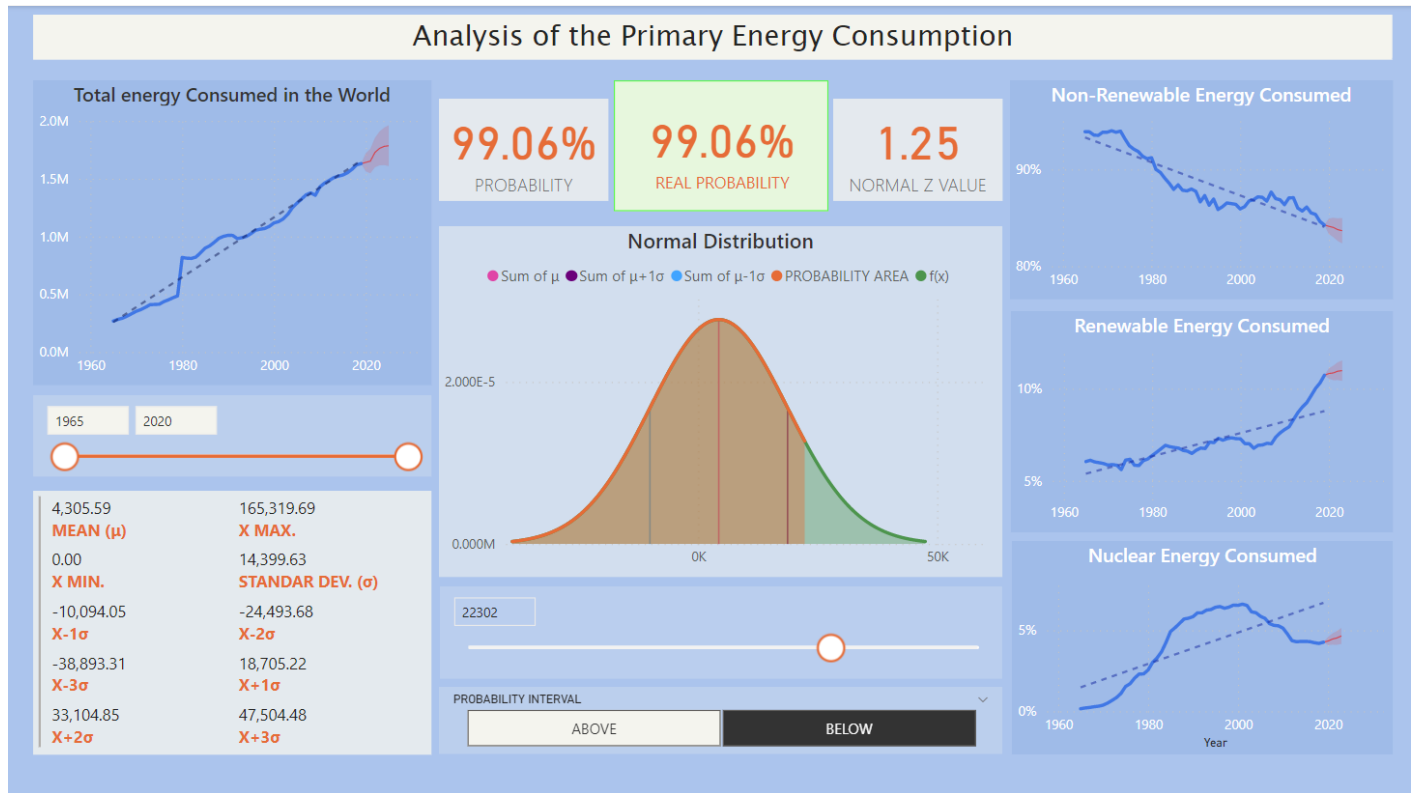 Analysis of the Primary Energy Consumption
Total energy Consumed in the World
2.0M
1.5M
1.0M
0.5M
0.0M
1960 1980 2000 2020
1965 2020
4,305.59 165,319.69
MEAN (µ) X MAX.
0.00 14,399.63
X MIN. STANDAR DEV. (σ)
-10,094.05 -24,493.68
X-1σ X-2σ
-38,893.31 18,705.22
X-3σ X+1σ
33,104.85 47,504.48
X+2σ X+3σ
99.06%
PROBABILITY
99.06%
REAL PROBABILITY
1.25
NORMAL Z VALUE
Normal Distribution
Sum of µ Sum of µ+1σ Sum of µ-1σ PROBABILITY AREA f(x)
2.000E-5
0.000M
0K 50K
22302
PROBABILITY INTERVAL
ABOVE BELOW
Non-Renewable Energy Consumed
90%
80%
1960 1980 2000 2020
Renewable Energy Consumed
10%
5%
1960 1980 2000 2020
Nuclear Energy Consumed
5%
0%
1960 1980 2000 2020
Year